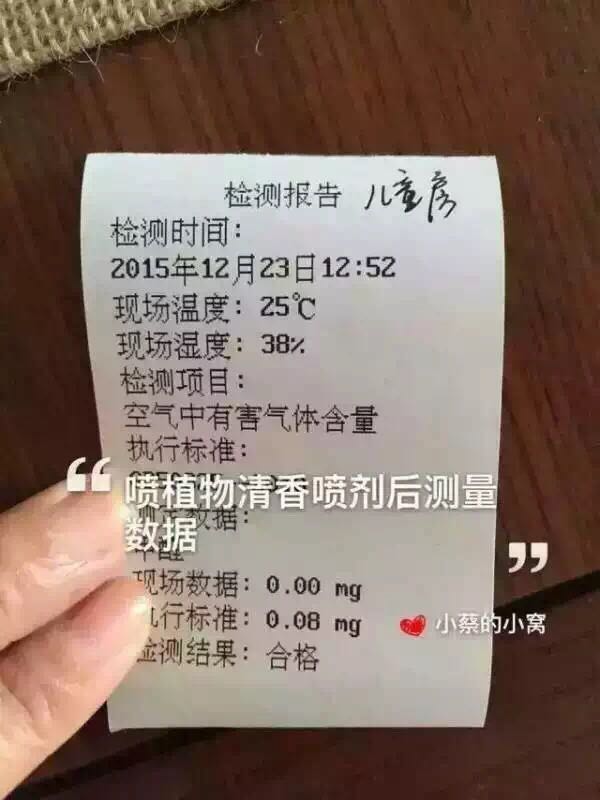 检测报告 儿童房
检测时间:
2015年12月23日12:52
现场温度: 25℃
现场湿度: 38%
检测项目:
空气中有害气体含量
执行标准:
“喷植物清香喷剂后测量
数据”
数据:
现场数据: 0.00 mg
执行标准: 0.08 mg
小蔡的小窝
检测结果: 合格